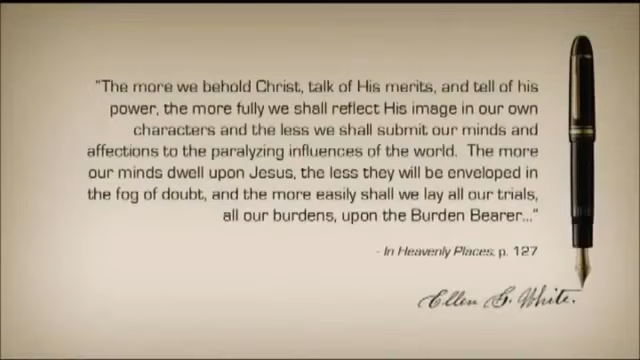 "The more we behold Christ, talk of His merits, and tell of his
power, the more fully we shall reflect His image in our own
characters and the less we shall submit our minds and
affections to the paralyzing influences of the world. The more
our minds dwell upon Jesus, the less they will be enveloped in
the fog of doubt, and the more easily shall we lay all our trials,
all our burdens, upon the Burden Bearer..."
- In Heavenly Places, p. 127
Ellen G. White.